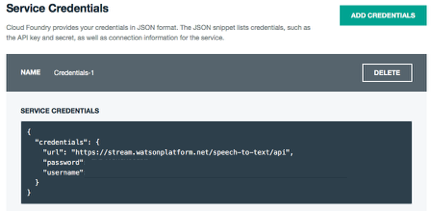 Service Credentials
ADD CREDENTIALS
Cloud Foundry provides your credentials in JSON format. The JSON snippet lists credentials, such as
the API key and secret, as well as connection information for the service.
NAME Credentials-1 DELETE
SERVICE CREDENTIALS
{
"credentials": {
"url": "https://stream.watsonplatform.net/speech-to-text/api",
"password"
"username"
}
}